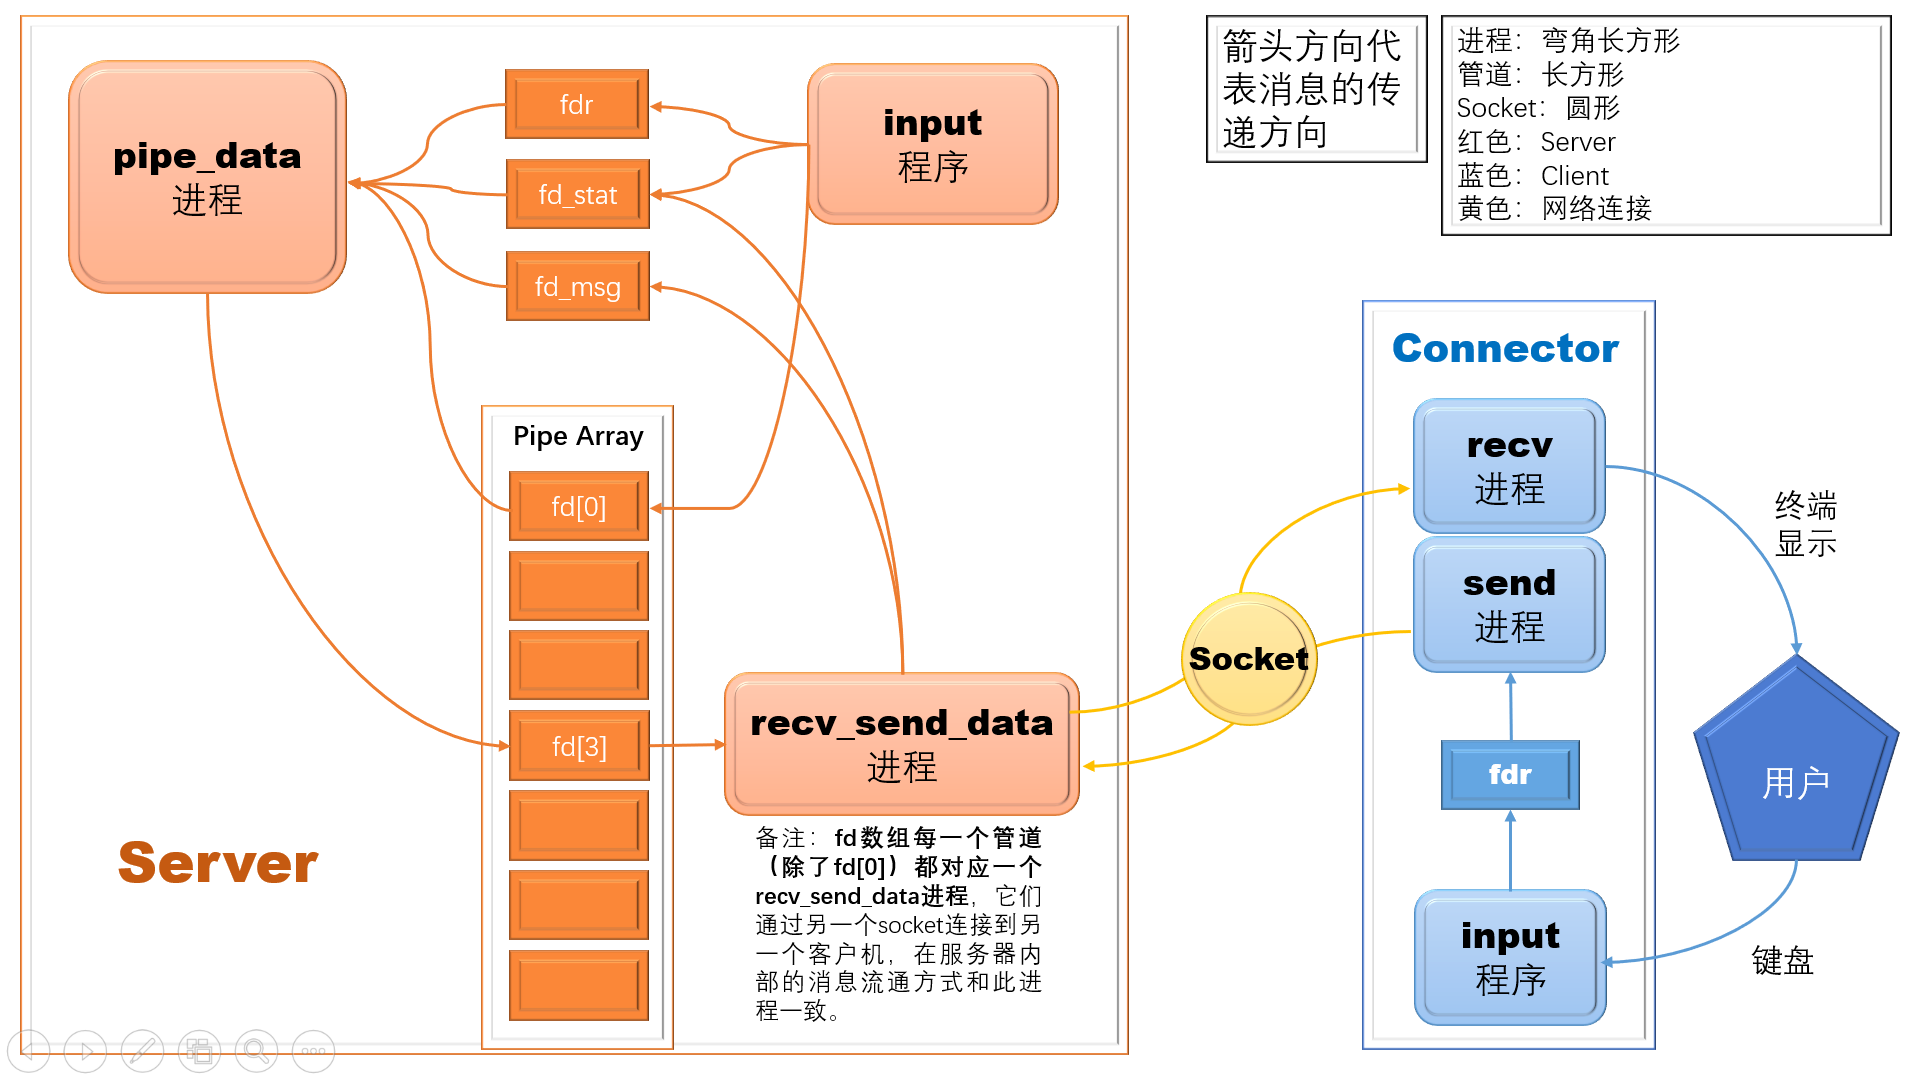 pipe_data
进程
fdr
fd_stat
fd_msg
input
程序
箭头方向代
表消息的传
递方向
进程：弯角长方形
管道：长方形
Socket：圆形
红色：Server
蓝色：Client
黄色：网络连接
Pipe Array
fd[0]
fd[3]
recv_send_data
进程
备注：fd数组每一个管道
（除了fd[0]）都对应一个
recv_send_data进程，它们
通过另一个socket连接到另
一个客户机，在服务器内
部的消息流通方式和此进
程一致。
Server
Socket
Connector
recv
进程
send
进程
fdr
input
程序
终端
显示
用户
键盘